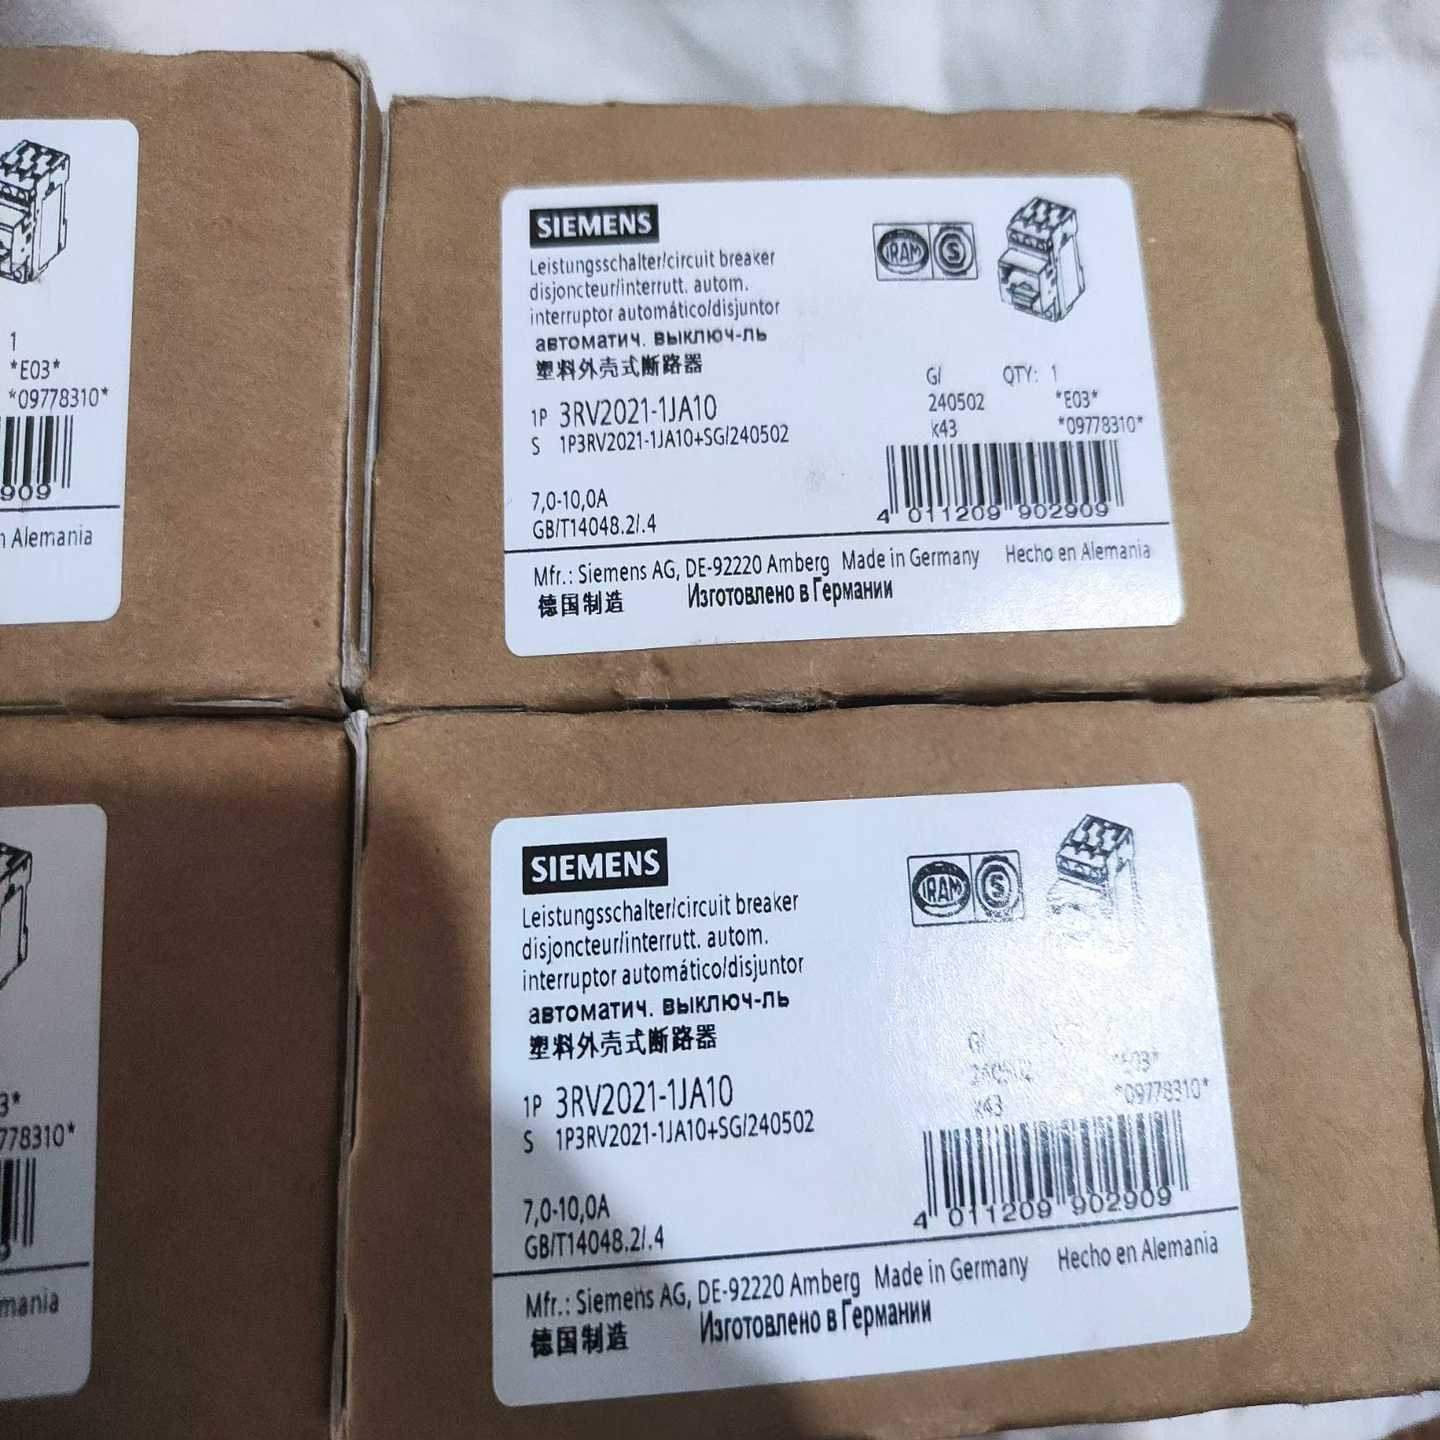 1
*E03*
*09778310*
909
n Alemania
SIEMENS
Leistungsschalter/circuit breaker
disjoncteur/interrutt. autom.
interruptor automático/disjuntor
автоматич. выключ-ль
塑料外壳式断路器
IRAM S
G/ QTY: 1
240502 *E03*
k43 *09778310*
1P 3RV2021-1JA10
S 1P3RV2021-1JA10+SG/240502
7,0-10,0A
GB/T14048.2/.4
4 011209 902909
Mfr.: Siemens AG, DE-92220 Amberg Made in Germany Hecho en Alemania
德国制造 Изготовлено в Германии
3*
778310*
9
mania
SIEMENS
Leistungsschalter/circuit breaker
disjoncteur/interrutt. autom.
interruptor automático/disjuntor
автоматич. выключ-ль
塑料外壳式断路器
IRAM S
G/
240502 *E03*
k43 *09778310*
1P 3RV2021-1JA10
S 1P3RV2021-1JA10+SG/240502
7,0-10,0A
GB/T14048.2/.4
4 011209 902909
Mfr.: Siemens AG, DE-92220 Amberg Made in Germany Hecho en Alemania
德国制造 Изготовлено в Германии